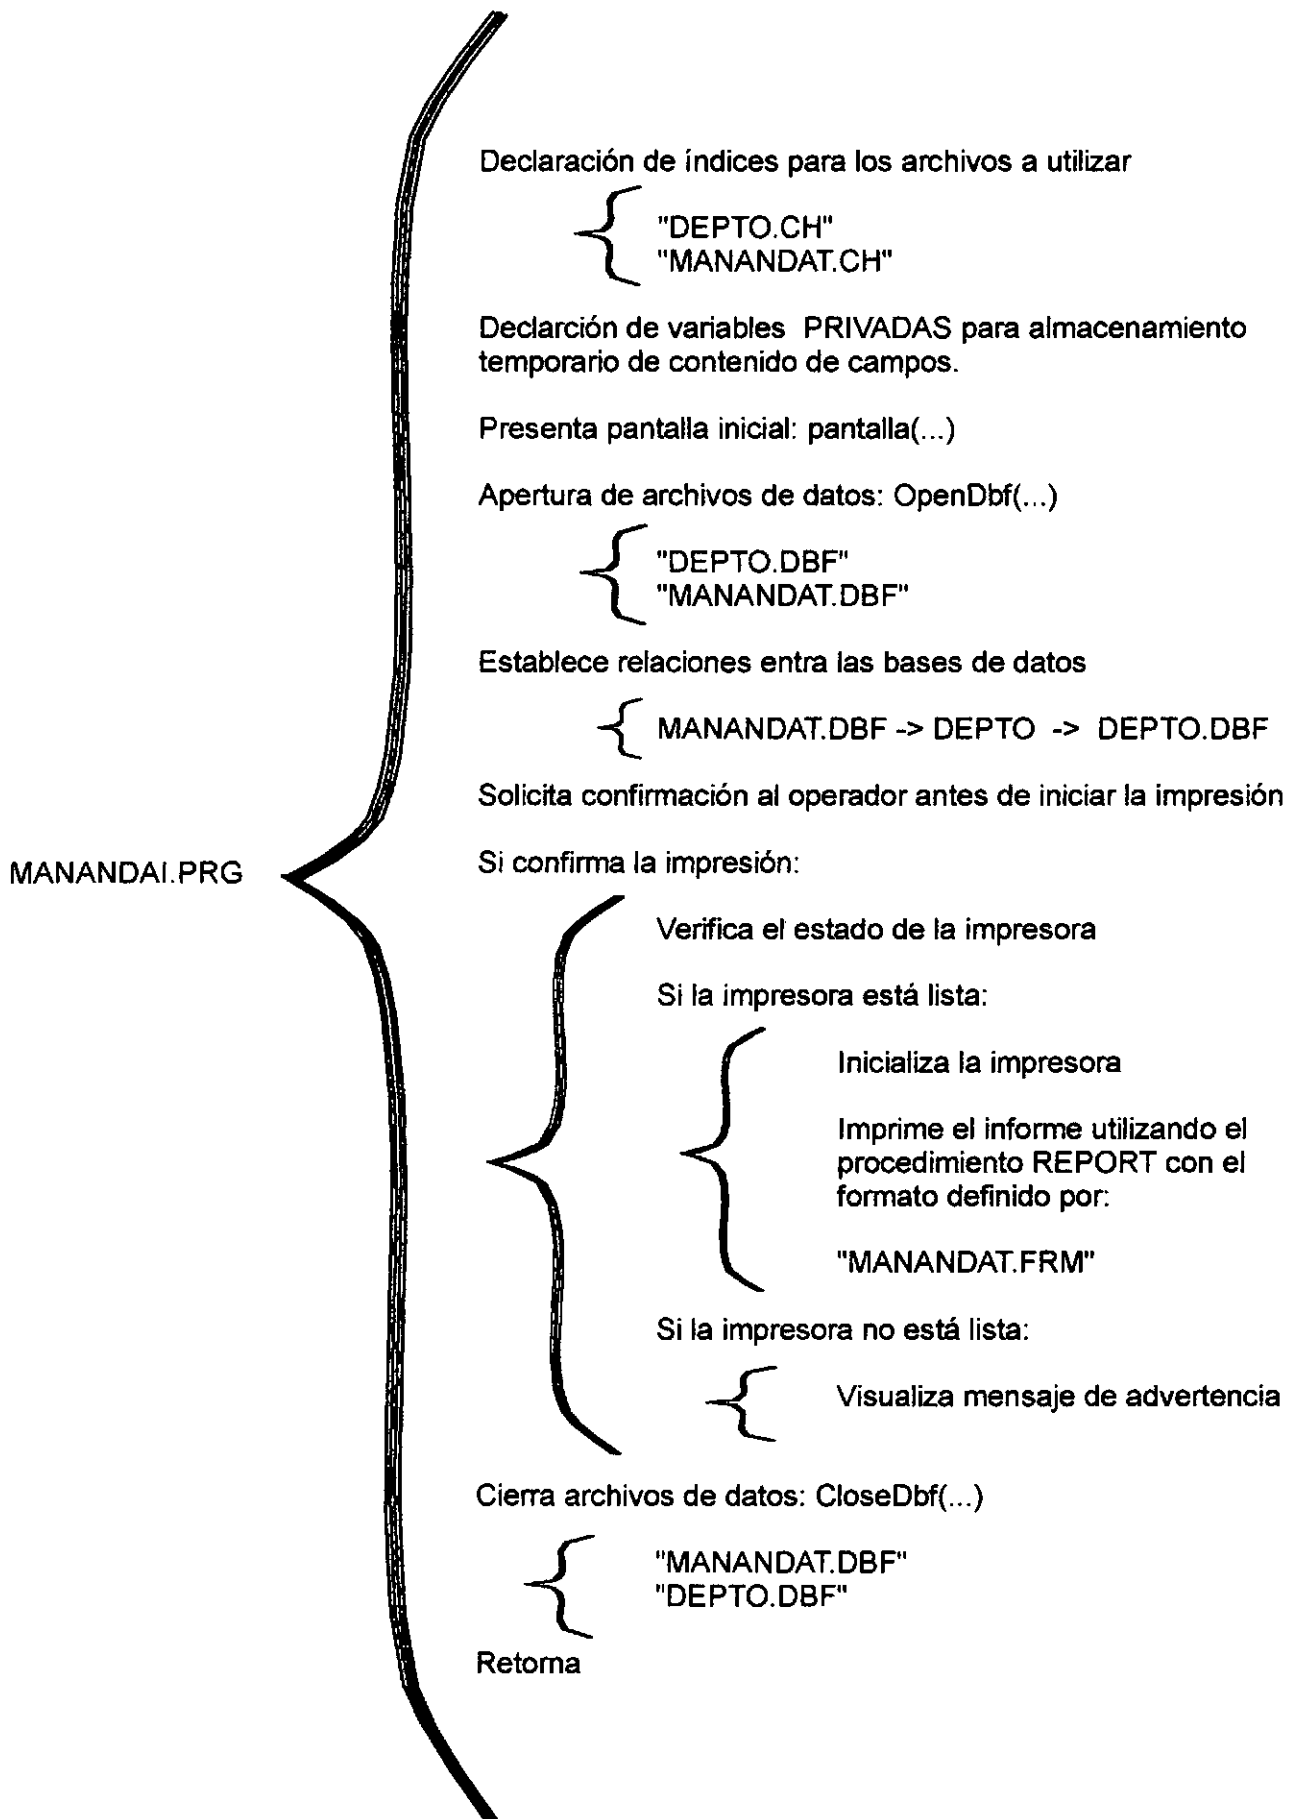 Declaración de índices para los archivos a utilizar
"DEPTO.CH"
"MANANDAT.CH"
Declarción de variables PRIVADAS para almacenamiento
temporario de contenido de campos.
Presenta pantalla inicial: pantalla(...)
Apertura de archivos de datos: OpenDbf(...)
"DEPTO.DBF"
"MANANDAT.DBF"
Establece relaciones entra las bases de datos
MANANDAT.DBF -> DEPTO -> DEPTO.DBF
Solicita confirmación al operador antes de iniciar la impresión
MANANDAI.PRG
Si confirma la impresión:
Verifica el estado de la impresora
Si la impresora está lista:
Inicializa la impresora
Imprime el informe utilizando el
procedimiento REPORT con el
formato definido por:
"MANANDAT.FRM"
Si la impresora no está lista:
Visualiza mensaje de advertencia
Cierra archivos de datos: CloseDbf(...)
"MANANDAT.DBF"
"DEPTO.DBF"
Retorna